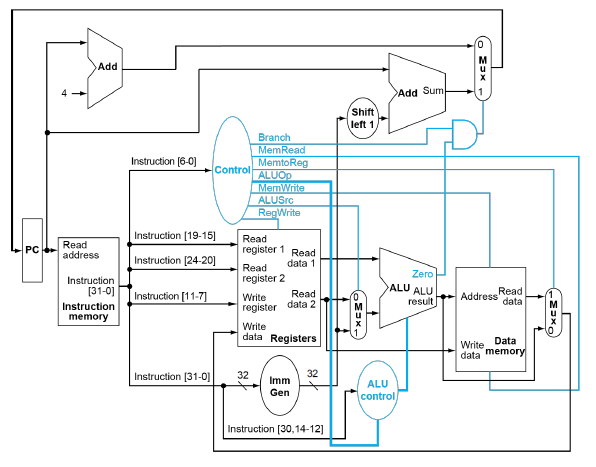 Add
4
Add Sum
Shift
left 1
0
Mux
1
Branch
MemRead
MemtoReg
ALUOp
MemWrite
ALUSrc
RegWrite
Control
Instruction [6-0]
Instruction [19-15]
Instruction [24-20]
Instruction [11-7]
Instruction [31-0]
Instruction [30,14-12]
PC
Read
address
Instruction
[31-0]
Instruction
memory
Read
register 1
Read
register 2
Write
register
Write
data
Read
data 1
Read
data 2
Registers
0
Mux
1
Zero
ALU
ALU
result
Address
Read
data
Write
data
Data
memory
1
Mux
0
32
Imm
Gen
32
ALU
control